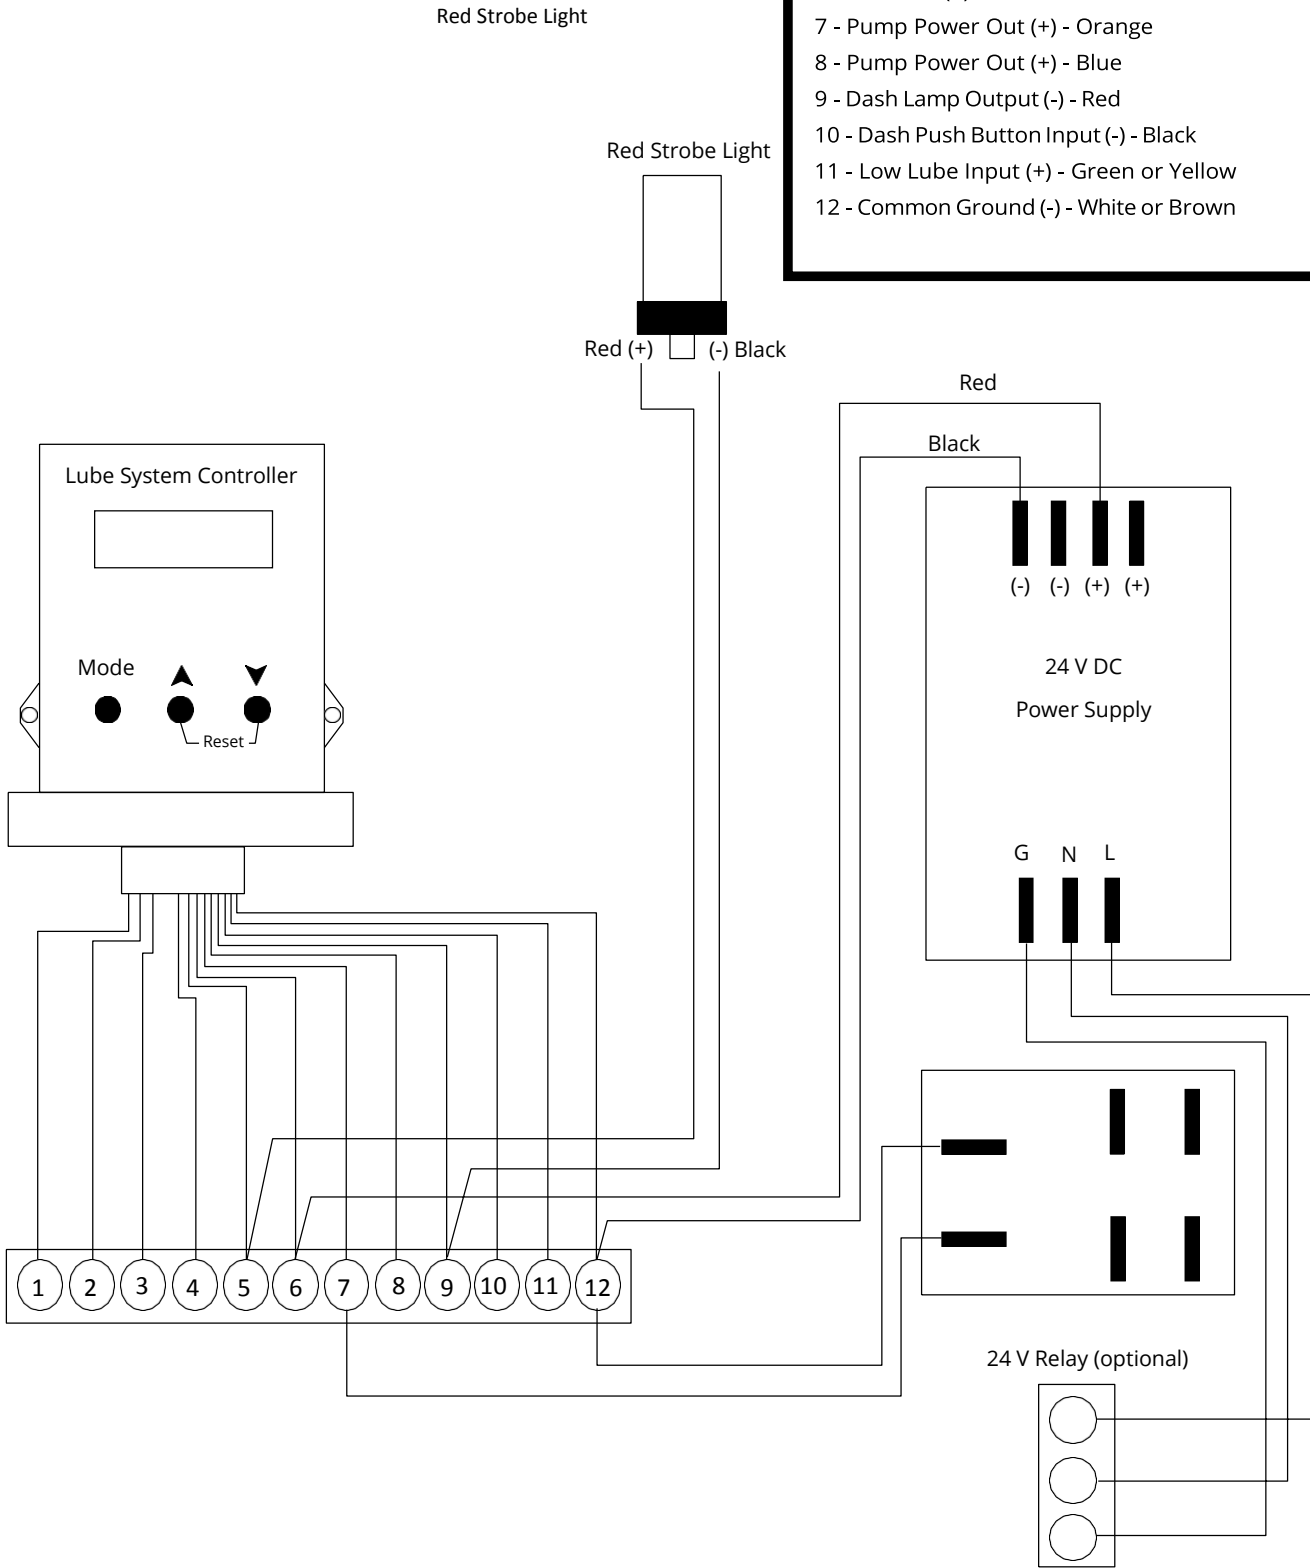 Red Strobe Light
7 - Pump Power Out (+) - Orange
8 - Pump Power Out (+) - Blue
9 - Dash Lamp Output (-) - Red
10 - Dash Push Button Input (-) - Black
11 - Low Lube Input (+) - Green or Yellow
12 - Common Ground (-) - White or Brown
Red Strobe Light
Red (+)
(-) Black
Red
Black
Lube System Controller
Mode
Reset
(-) (-) (+) (+)
24 V DC
Power Supply
G N L
1 2 3 4 5 6 7 8 9 10 11 12
24 V Relay (optional)